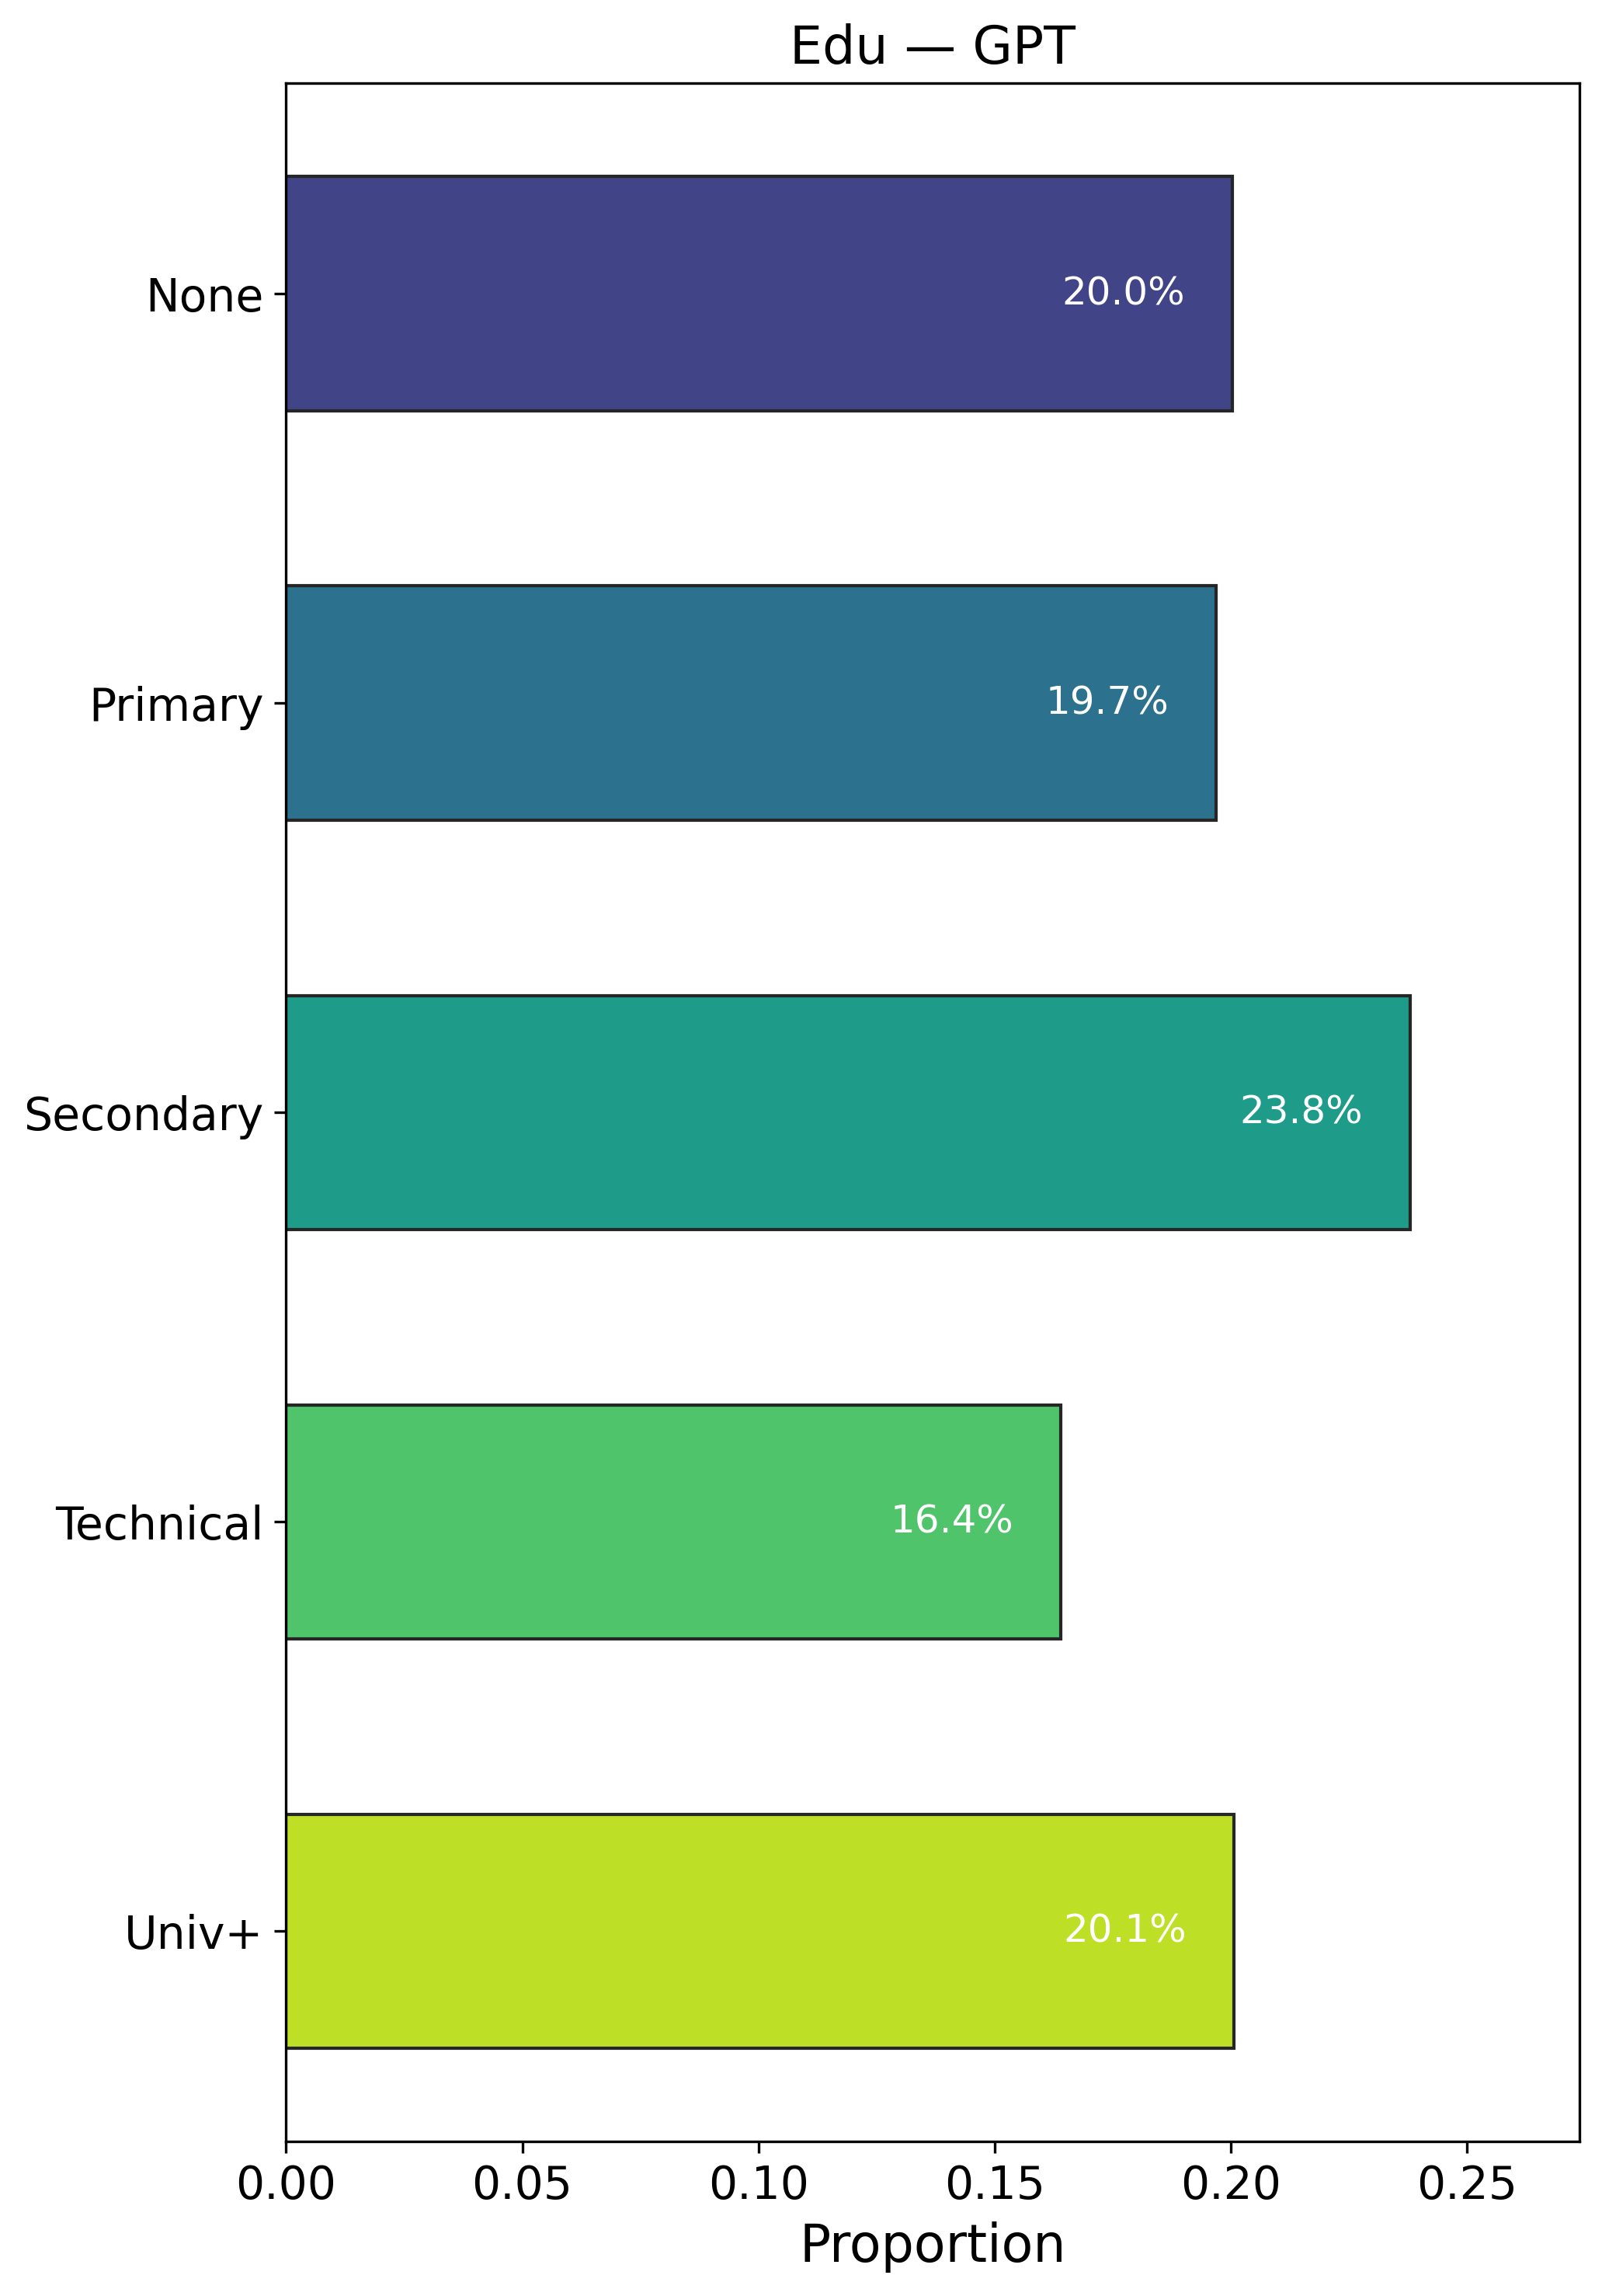 Edu — GPT
None
20.0%
Primary
19.7%
Secondary
23.8%
Technical
16.4%
Univ+
20.1%
0.00 0.05 0.10 0.15 0.20 0.25
Proportion